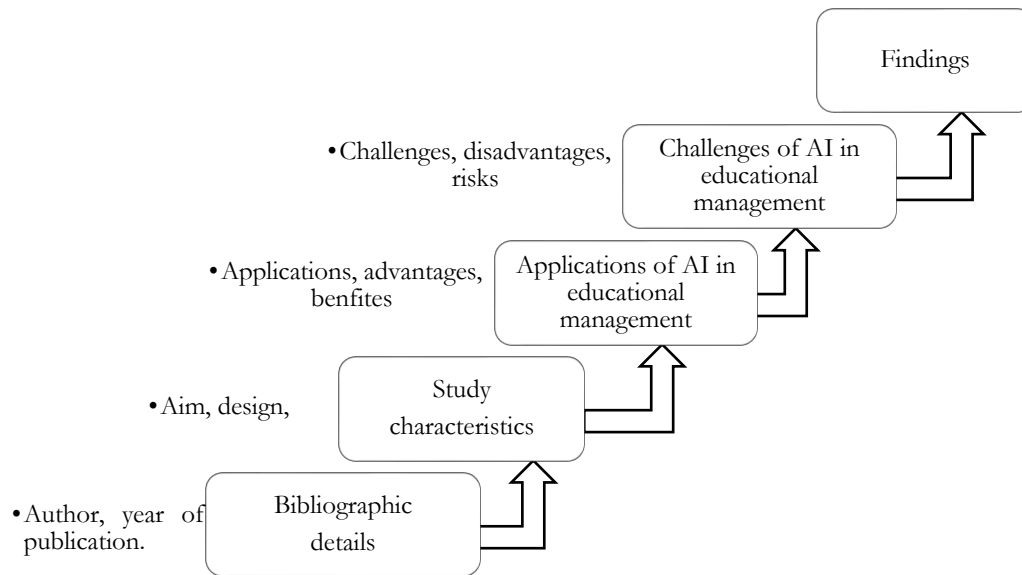 Findings
•Challenges, disadvantages,
risks
Challenges of AI in
educational
management
•Applications, advantages,
benfites
Applications of AI in
educational
management
•Aim, design,
Study
characteristics
•Author, year of
publication.
Bibliographic
details